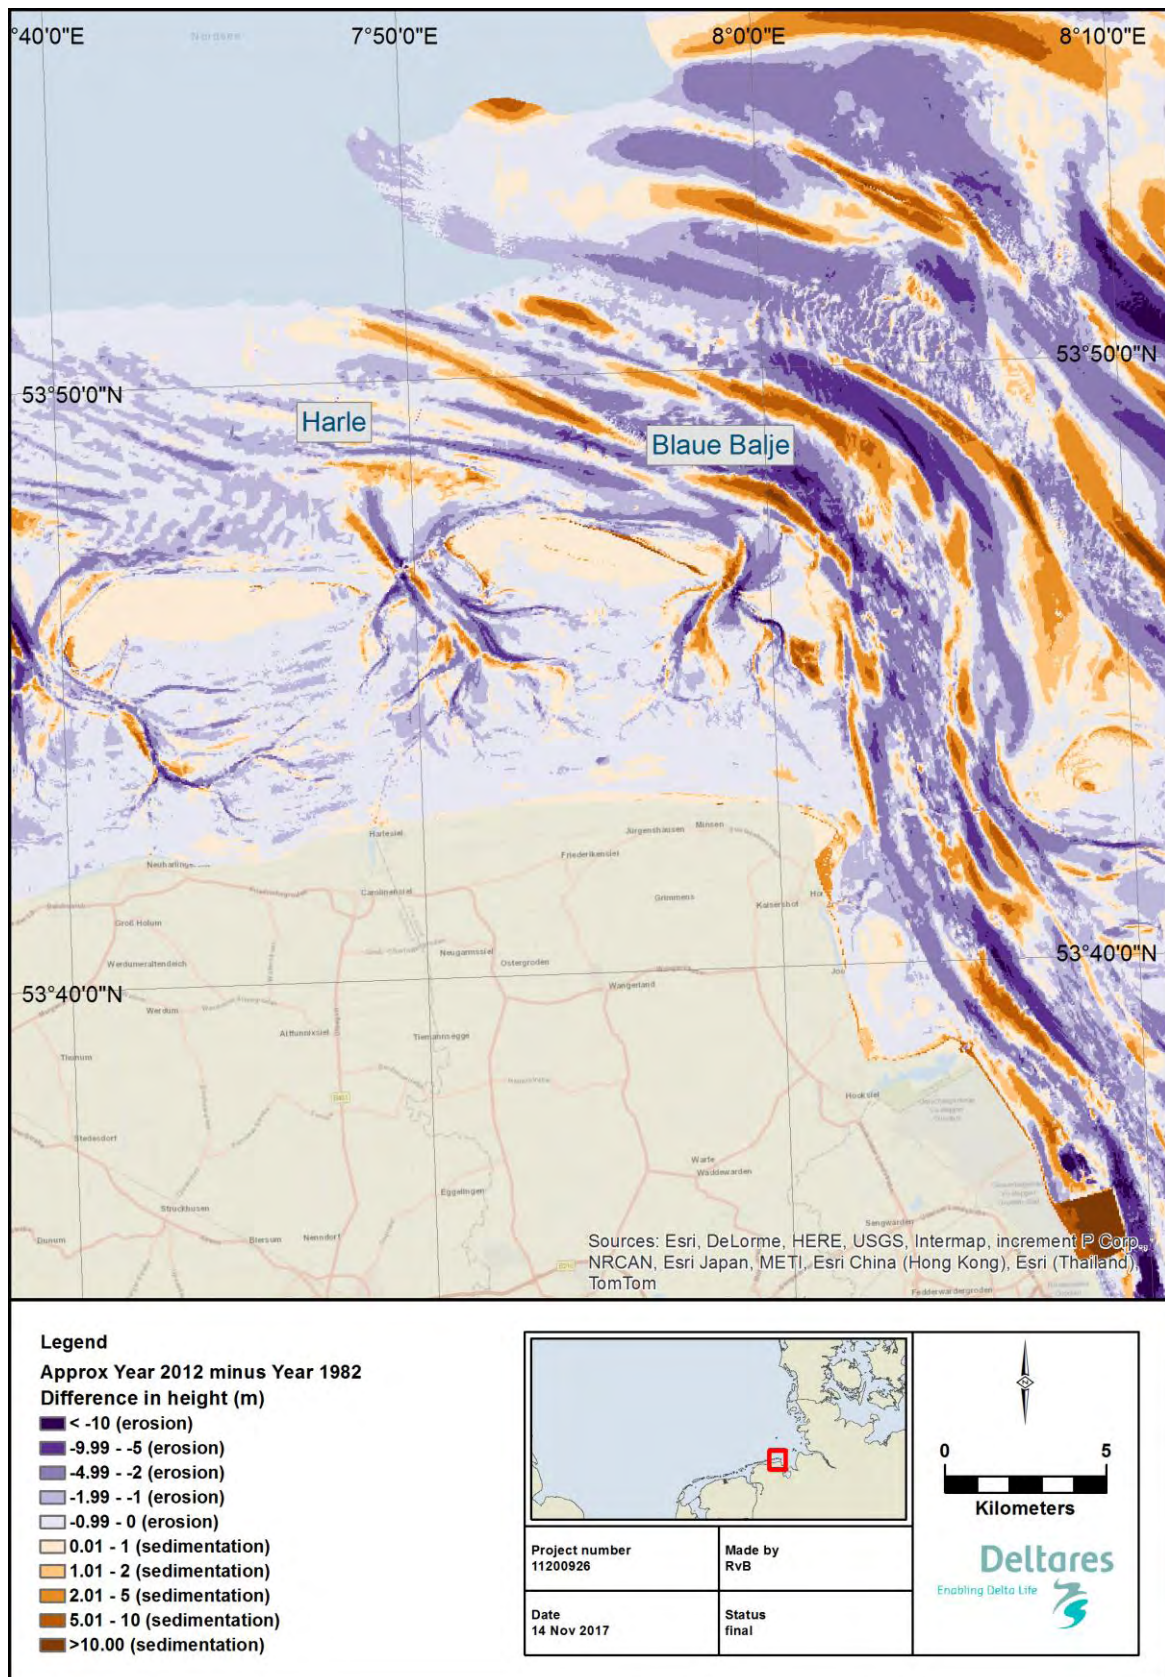 °40'0"E
Nordsee
7°50'0"E
8°0'0"E
8°10'0"E
53°50'0"N
53°50'0"N
Harle
Blaue Balje
Harlesiel
Jürgenshausen
Minsen
Friederikensiel
Carolinensiel
Grimmens
Kaisershof
Groß Holum
Neugarmssiel
Ostergroden
Werdumeraltendeich
Wangerland
53°40'0"N
53°40'0"N
Werdum
Altfunnixsiel
Tiemannsegge
Thunum
Hooksiel
Stedesdorf
Warfe
Waddewarden
Eggelingen
Sengwarden
Dunum
Blersum
Nenndorf
Fedderwardergroden
Sources: Esri, DeLorme, HERE, USGS, Intermap, increment P Corp.,
NRCAN, Esri Japan, METI, Esri China (Hong Kong), Esri (Thailand),
TomTom
Legend
Approx Year 2012 minus Year 1982
Difference in height (m)
< -10 (erosion)
-9.99 - -5 (erosion)
-4.99 - -2 (erosion)
-1.99 - -1 (erosion)
-0.99 - 0 (erosion)
0.01 - 1 (sedimentation)
1.01 - 2 (sedimentation)
2.01 - 5 (sedimentation)
5.01 - 10 (sedimentation)
>10.00 (sedimentation)
Project number
11200926
Made by
RvB
Date
14 Nov 2017
Status
final
N
0 5
Kilometers
Deltares
Enabling Delta Life